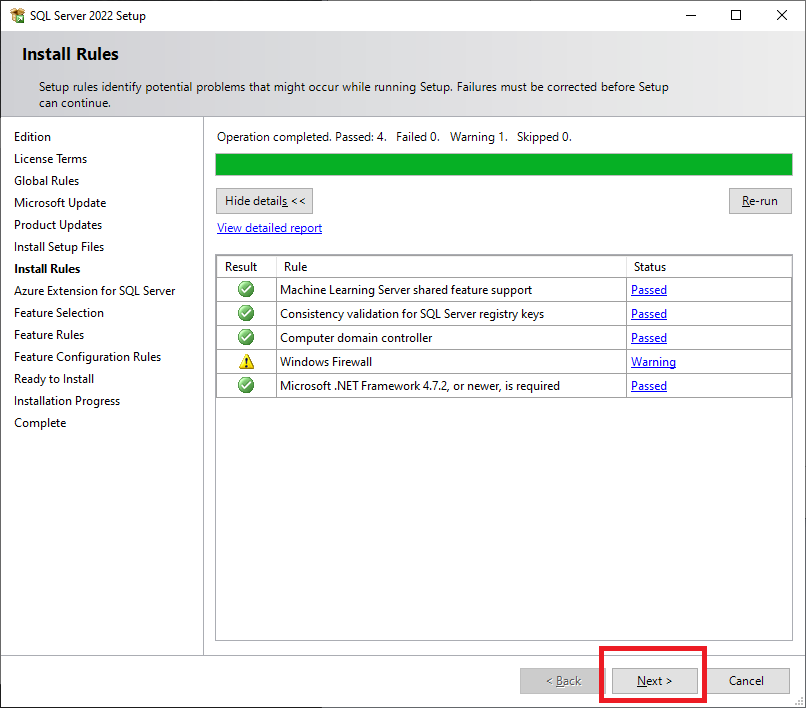 SQL Server 2022 Setup
Install Rules
Setup rules identify potential problems that might occur while running Setup. Failures must be corrected before Setup
can continue.
Edition
License Terms
Global Rules
Microsoft Update
Product Updates
Install Setup Files
Install Rules
Azure Extension for SQL Server
Feature Selection
Feature Rules
Feature Configuration Rules
Ready to Install
Installation Progress
Complete
Operation completed. Passed: 4. Failed 0. Warning 1. Skipped 0.
Hide details <<
Re-run
View detailed report
Result Rule Status
Machine Learning Server shared feature support Passed
Consistency validation for SQL Server registry keys Passed
Computer domain controller Passed
Windows Firewall Warning
Microsoft .NET Framework 4.7.2, or newer, is required Passed
< Back Next > Cancel